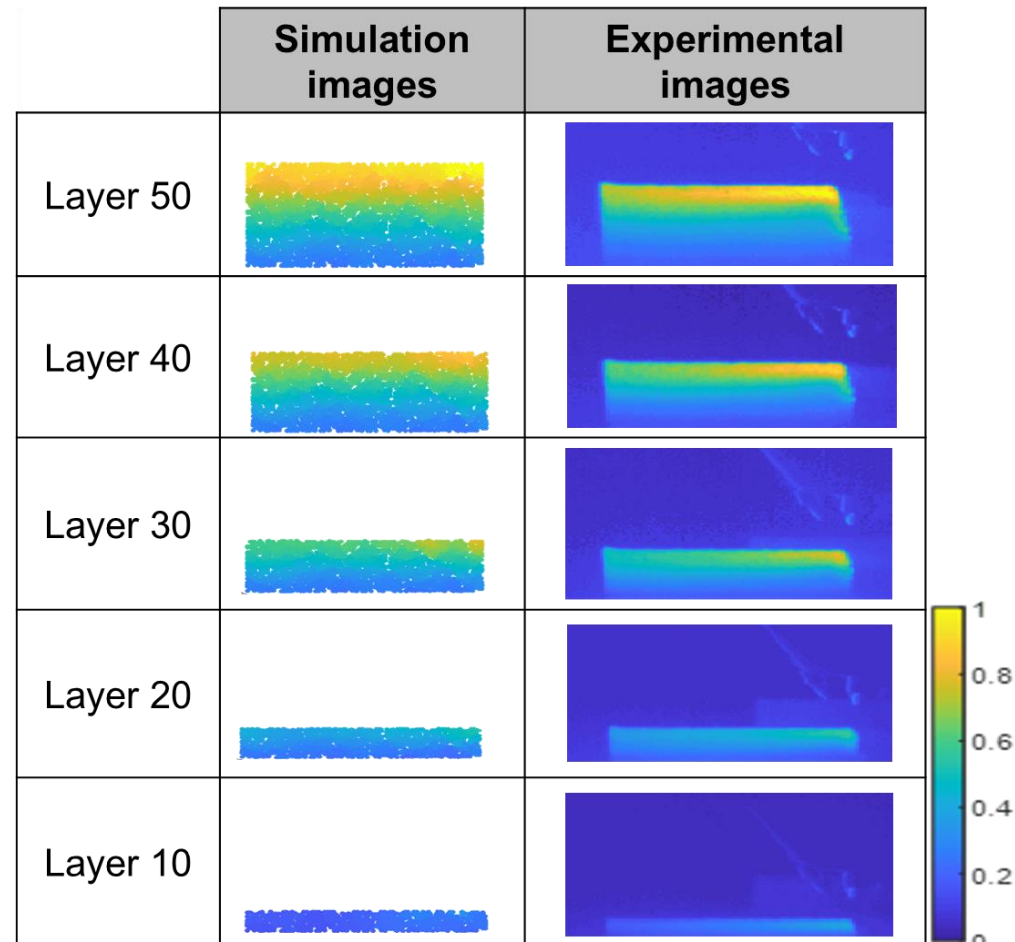 Simulation
images
Experimental
images
Layer 50
Layer 40
Layer 30
Layer 20
Layer 10
1
0.8
0.6
0.4
0.2
0